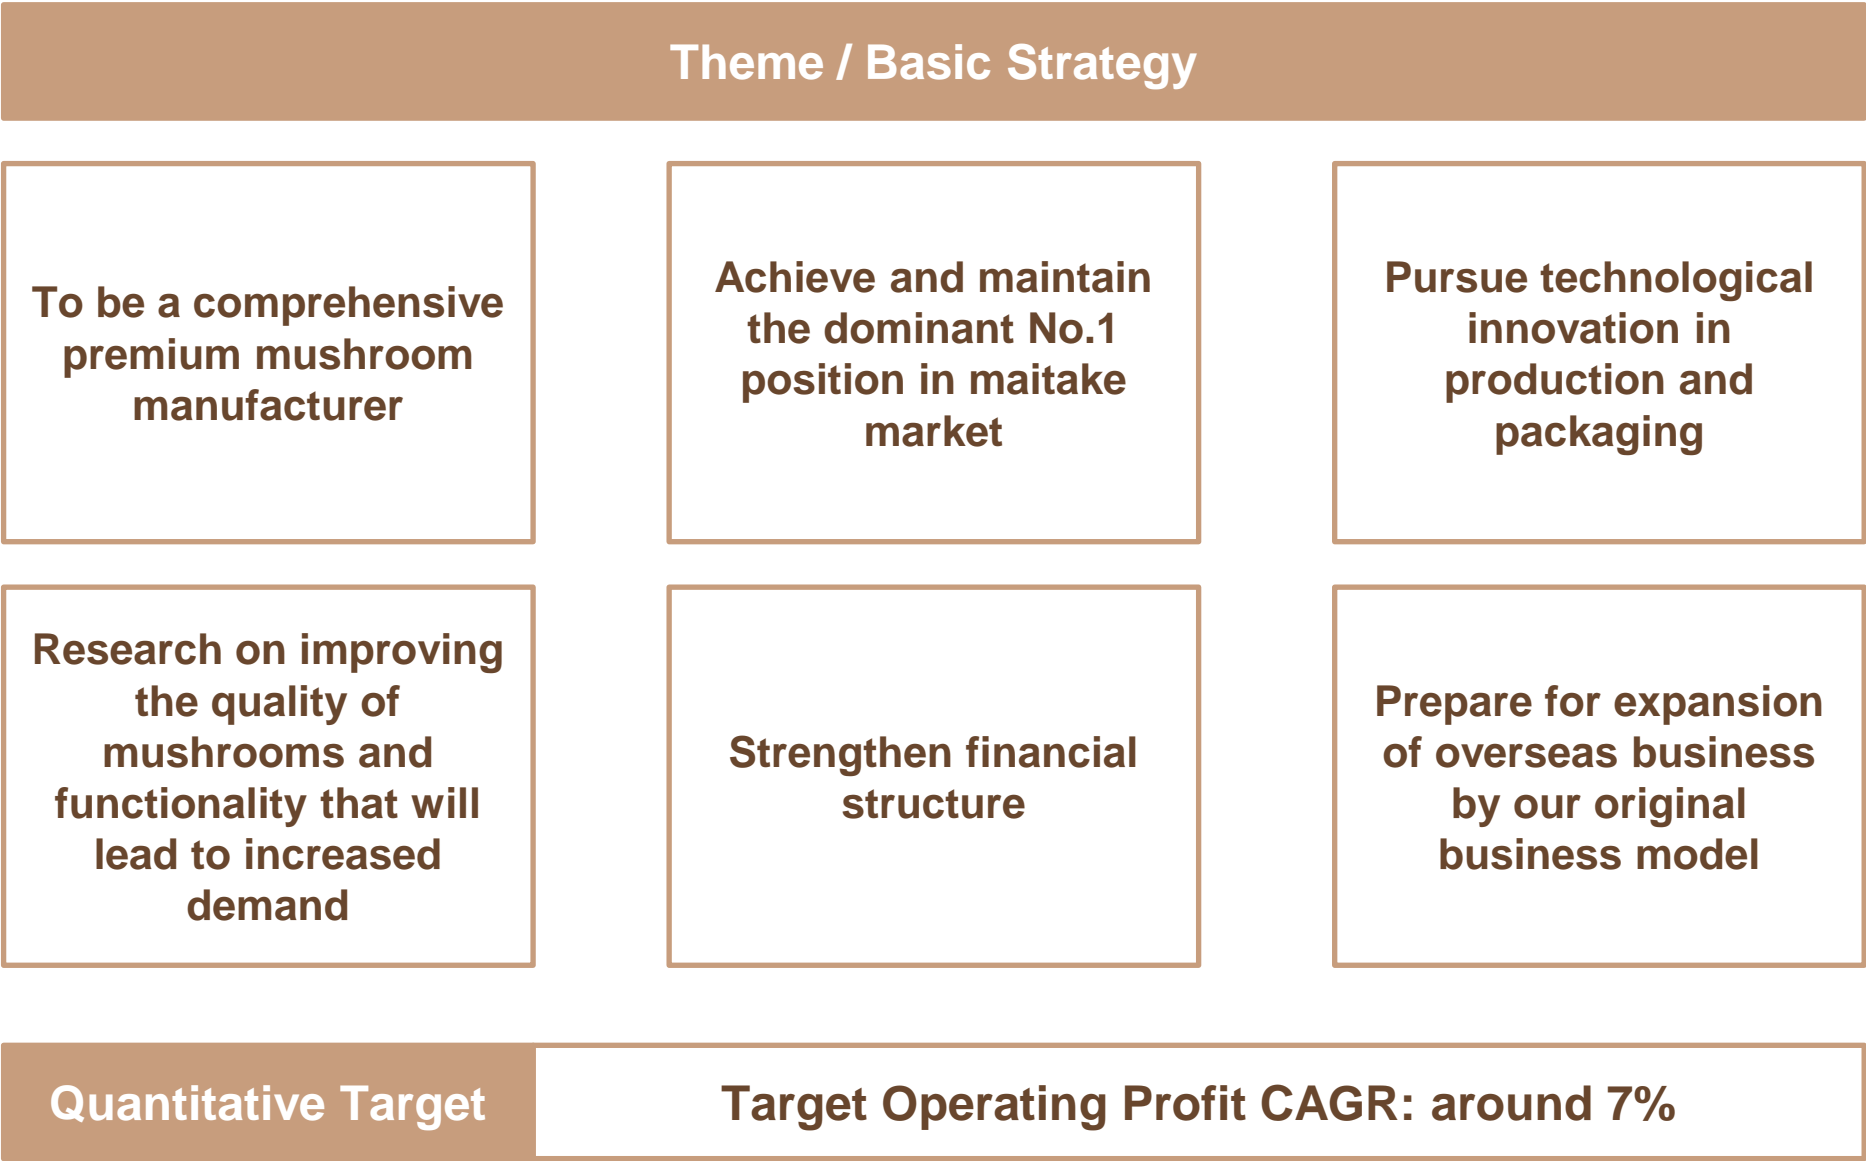 Theme / Basic Strategy
To be a comprehensive
premium mushroom
manufacturer
Achieve and maintain
the dominant No.1
position in maitake
market
Pursue technological
innovation in
production and
packaging
Research on improving
the quality of
mushrooms and
functionality that will
lead to increased
demand
Strengthen financial
structure
Prepare for expansion
of overseas business
by our original
business model
Quantitative Target
Target Operating Profit CAGR: around 7%